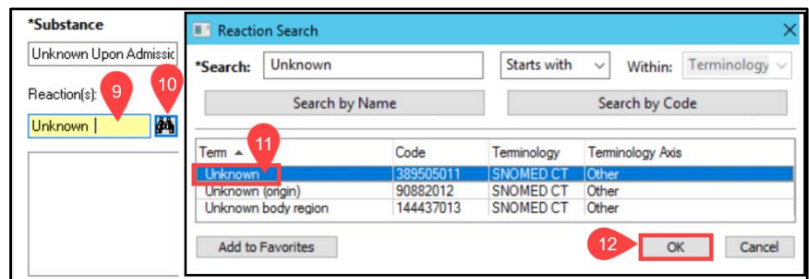 *Substance
Unknown Upon Admissic
Reaction(s):
9
10
Unknown
Reaction Search
*Search: Unknown Starts with Within: Terminology
Search by Name Search by Code
11
Term Code Terminology Terminology Axis
Unknown 389505011 SNOMED CT Other
Unknown (origin) 90882012 SNOMED CT Other
Unknown body region 144437013 SNOMED CT Other
Add to Favorites 12 OK Cancel